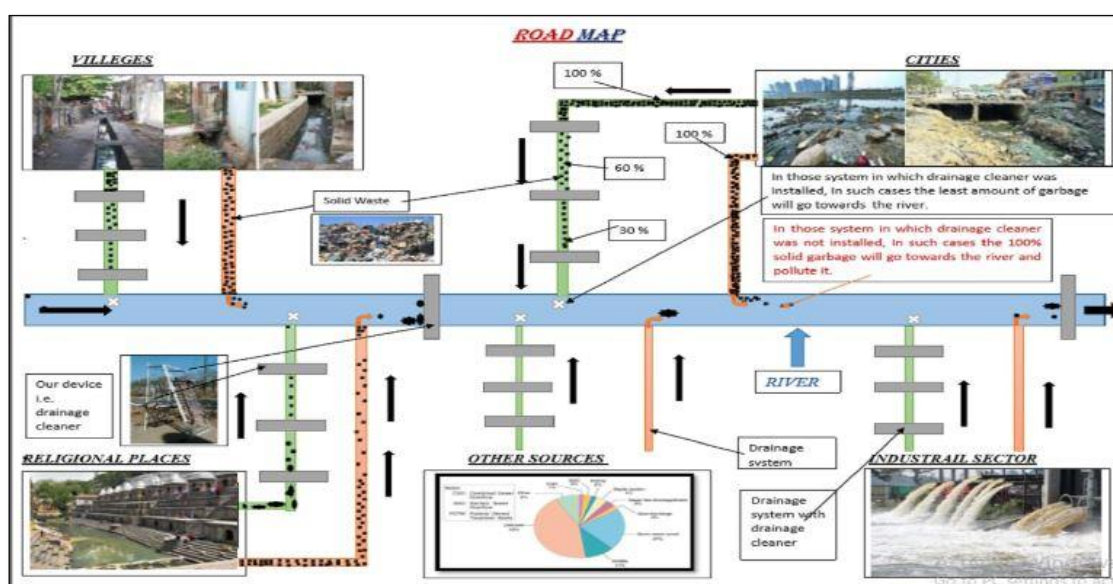 ROAD MAP
VILLEGES
100 %
CITIES
100 %
60 %
Solid Waste
30 %
In those system in which drainage cleaner was
installed, In such cases the least amount of garbage
will go towards the river.
In those system in which drainage cleaner
was not installed, In such cases the 100%
solid garbage will go towards the river and
pollute it.
Our device
i.e.
drainage
cleaner
RIVER
RELIGIONAL PLACES
OTHER SOURCES
Drainage
system
INDUSTRAIL SECTOR
Drainage
system with
drainage
cleaner